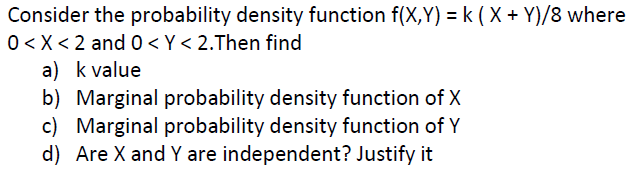 Consider the probability density function f(X,Y) = k ( X + Y)/8 where
0 < X < 2 and 0 < Y < 2.Then find
a) k value
b) Marginal probability density function of X
c) Marginal probability density function of Y
d) Are X and Y are independent? Justify it